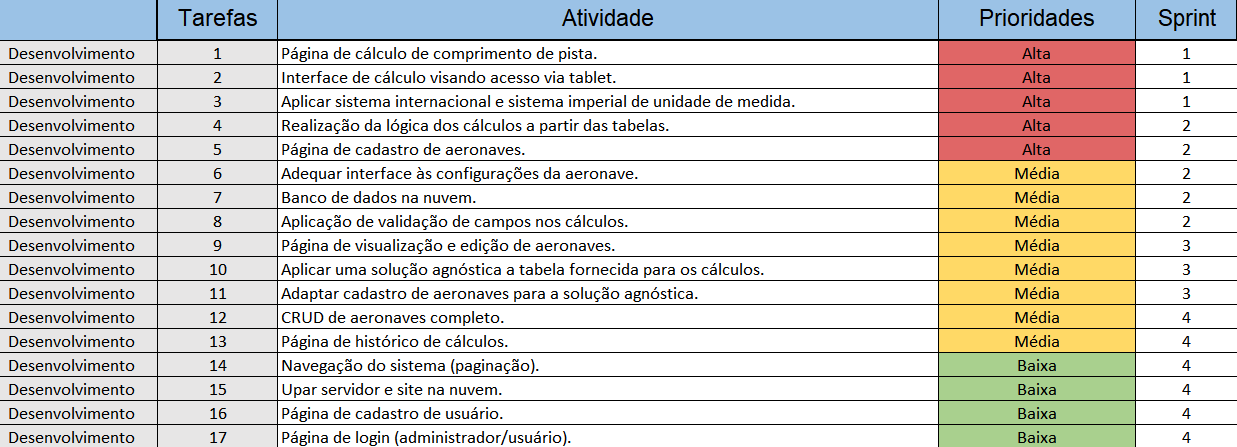 Tarefas Atividade Prioridades Sprint
Desenvolvimento 1 Página de cálculo de comprimento de pista. Alta 1
Desenvolvimento 2 Interface de cálculo visando acesso via tablet. Alta 1
Desenvolvimento 3 Aplicar sistema internacional e sistema imperial de unidade de medida. Alta 1
Desenvolvimento 4 Realização da lógica dos cálculos a partir das tabelas. Alta 2
Desenvolvimento 5 Página de cadastro de aeronaves. Alta 2
Desenvolvimento 6 Adequar interface às configurações da aeronave. Média 2
Desenvolvimento 7 Banco de dados na nuvem. Média 2
Desenvolvimento 8 Aplicação de validação de campos nos cálculos. Média 2
Desenvolvimento 9 Página de visualização e edição de aeronaves. Média 3
Desenvolvimento 10 Aplicar uma solução agnóstica a tabela fornecida para os cálculos. Média 3
Desenvolvimento 11 Adaptar cadastro de aeronaves para a solução agnóstica. Média 3
Desenvolvimento 12 CRUD de aeronaves completo. Média 4
Desenvolvimento 13 Página de histórico de cálculos. Média 4
Desenvolvimento 14 Navegação do sistema (paginação). Baixa 4
Desenvolvimento 15 Upar servidor e site na nuvem. Baixa 4
Desenvolvimento 16 Página de cadastro de usuário. Baixa 4
Desenvolvimento 17 Página de login (administrador/usuário). Baixa 4